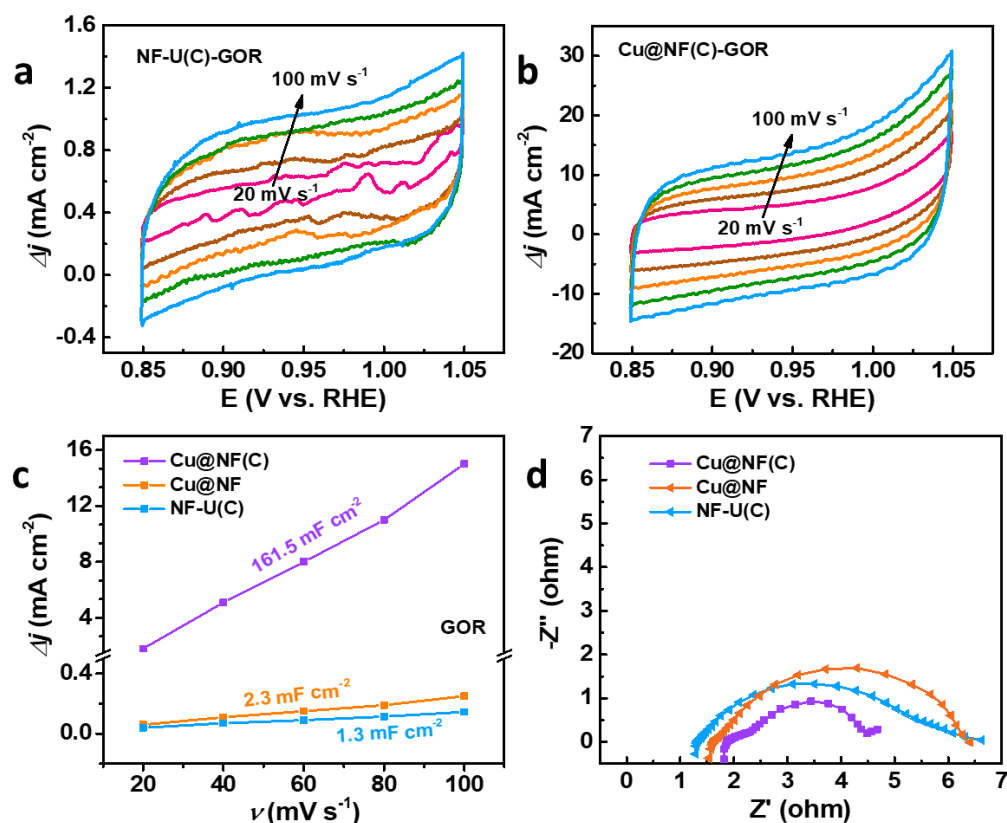 a
NF-U(C)-GOR
100 mV s⁻¹
20 mV s⁻¹
Δj (mA cm⁻²)
1.6
1.2
0.8
0.4
0.0
-0.4
0.85 0.90 0.95 1.00 1.05
E (V vs. RHE)
b
Cu@NF(C)-GOR
100 mV s⁻¹
20 mV s⁻¹
Δj (mA cm⁻²)
30
20
10
0
-10
-20
0.85 0.90 0.95 1.00 1.05
E (V vs. RHE)
c
Cu@NF(C)
Cu@NF
NF-U(C)
161.5 mF cm⁻²
GOR
2.3 mF cm⁻²
1.3 mF cm⁻²
Δj (mA cm⁻²)
16
12
8
4
0.4
0.0
20 40 60 80 100
ν(mV s⁻¹)
d
Cu@NF(C)
Cu@NF
NF-U(C)
-Z'' (ohm)
-7
5
4
3
2
1
0
0 1 2 3 4 5 6 7
Z' (ohm)